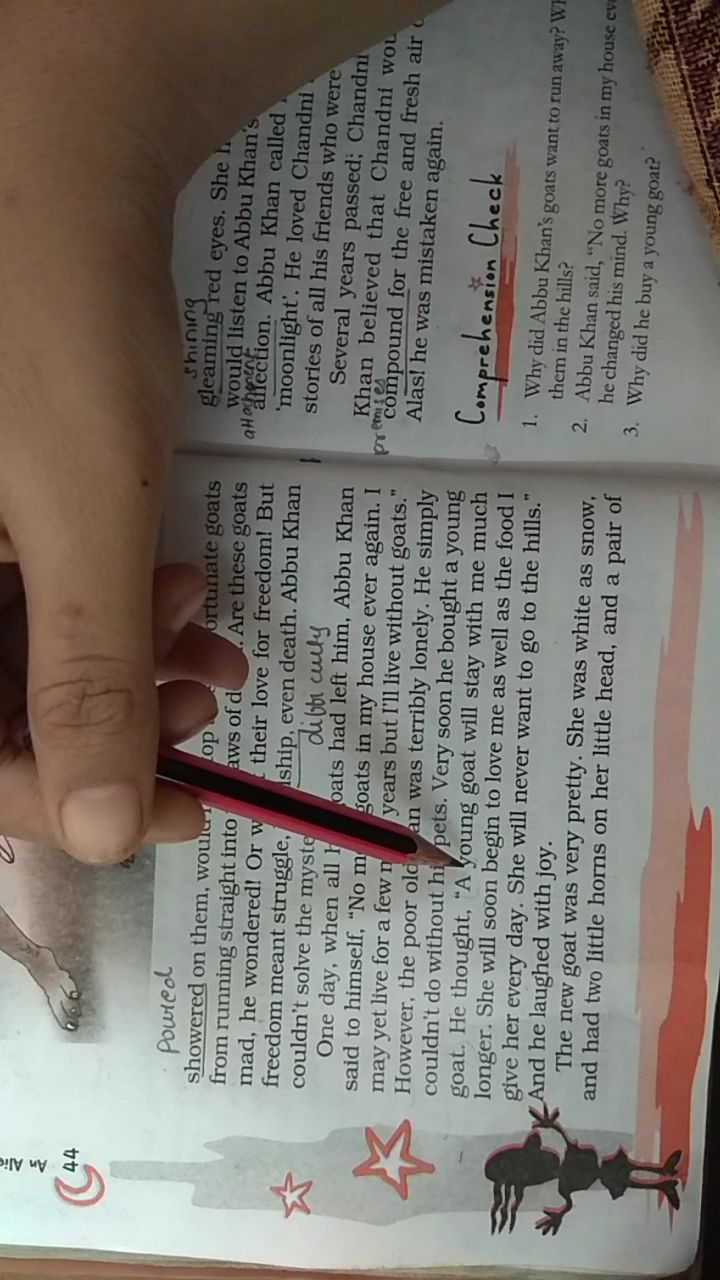 44
Poured
showered on them, would
from running straight into
mad, he wondered! Or
freedom meant struggle,
couldn't solve the
ortunate goats
aws of . Are these goats
their love for freedom! But
ship, even death. Abbu Khan
difficulty
One day, when all oats had left him, Abbu Khan
said to himself, "No goats in my house ever again. I
may yet live for a few years but I'll live without goats."
However, the poor was terribly lonely. He simply
couldn't do without pets. Very soon he bought a young
goat. He thought, "A young goat will stay with me much
longer. She will soon begin to love me as well as the food I
give her every day. She will never want to go to the hills."
And he laughed with joy.
The new goat was very pretty. She was white as snow,
and had two little horns on her little head, and a pair of
shining
gleaming red eyes. She
would listen to Abbu Khan's
attachment
affection. Abbu Khan called
'moonlight'. He loved Chandni
stories of all his friends who were
Several years passed; Chandni
Khan believed that Chandni
premises
compound for the free and fresh air
Alas! he was mistaken again.
Comprehension Check
1. Why did Abbu Khan's goats want to run away?
them in the hills?
2. Abbu Khan said, "No more goats in my house
he changed his mind. Why?
3. Why did he buy a young goat?